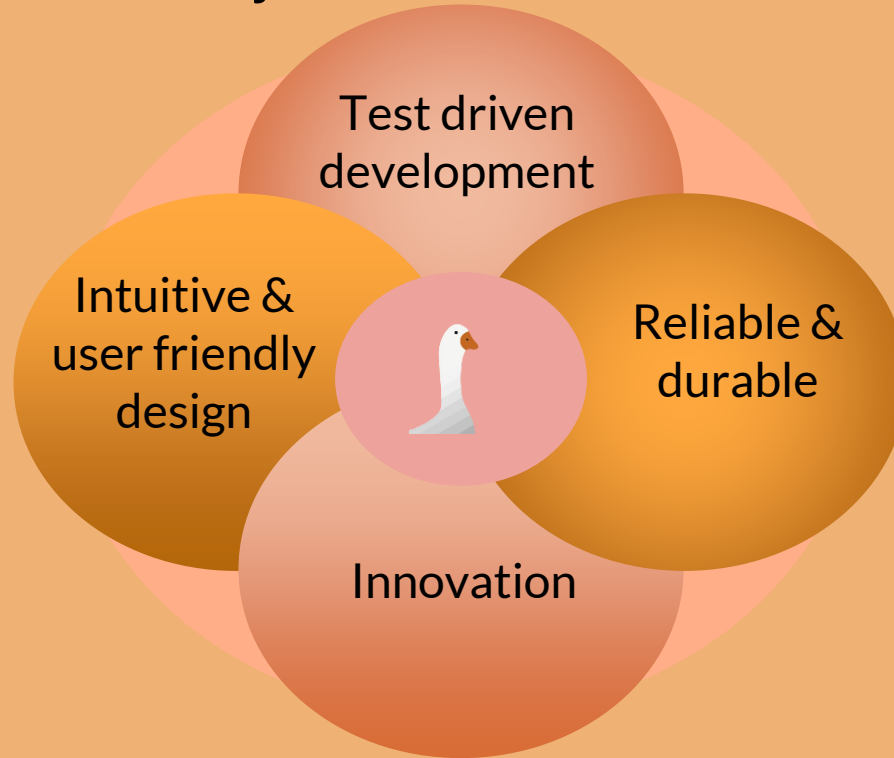 Test driven
development
Intuitive &
user friendly
design
Reliable &
durable
Innovation